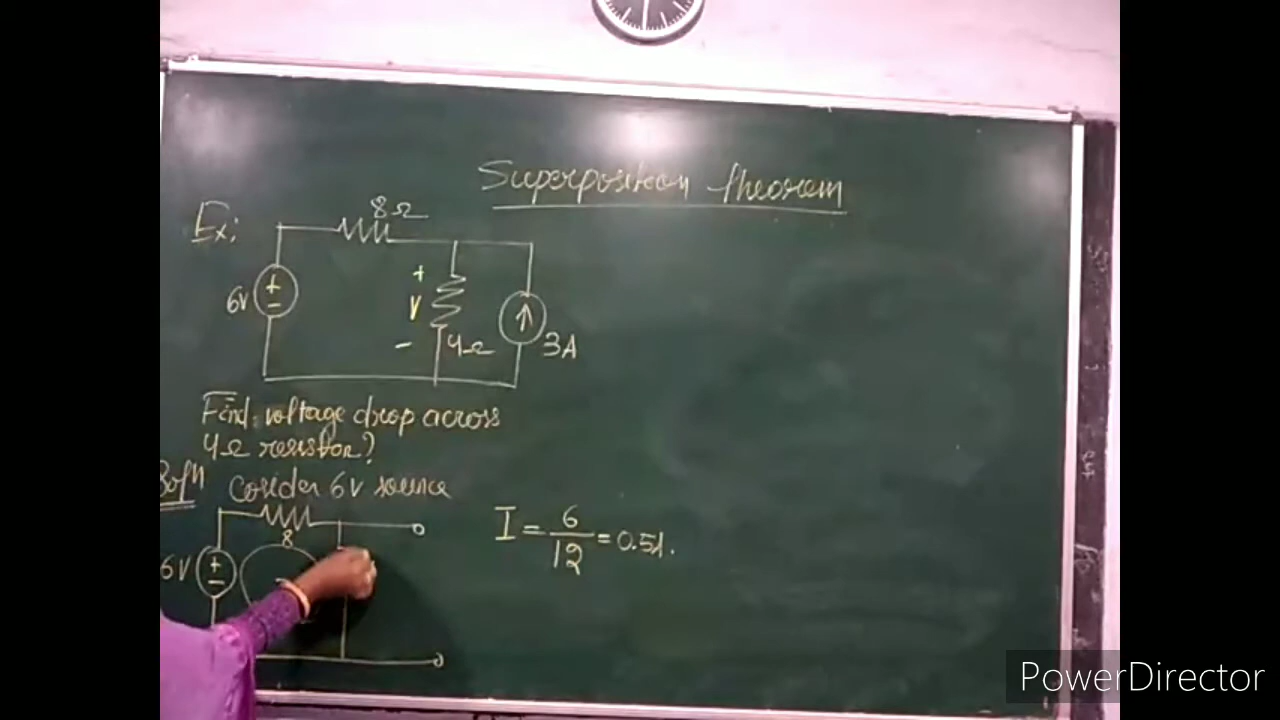 Superposition theorem
Ex:
8Ω
6V
+
-
+
V
-
4Ω
3A
Find: voltage drop across
4Ω resistor?
Sol^n
Cosider 6V source
8
6V
+
-
I = 6/12 = 0.5A.
PowerDirector